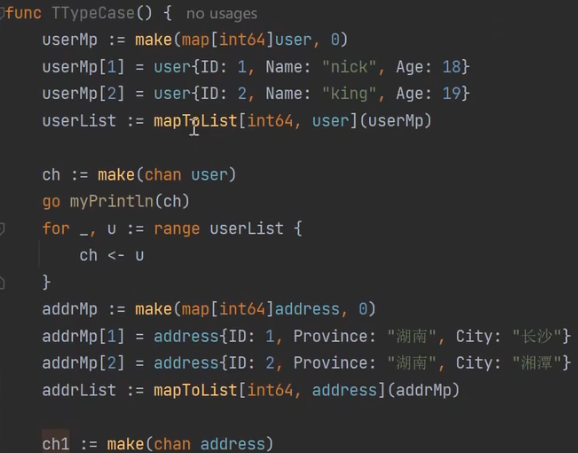 func TTypeCase() { no usages
    userMp := make(map[int64]user, 0)
    userMp[1] = user{ID: 1, Name: "nick", Age: 18}
    userMp[2] = user{ID: 2, Name: "king", Age: 19}
    userList := mapToList[int64, user](userMp)

    ch := make(chan user)
    go myPrintln(ch)
    for _, u := range userList {
        ch <- u
    }
    addrMp := make(map[int64]address, 0)
    addrMp[1] = address{ID: 1, Province: "湖南", City: "长沙"}
    addrMp[2] = address{ID: 2, Province: "湖南", City: "湘潭"}
    addrList := mapToList[int64, address](addrMp)

    ch1 := make(chan address)